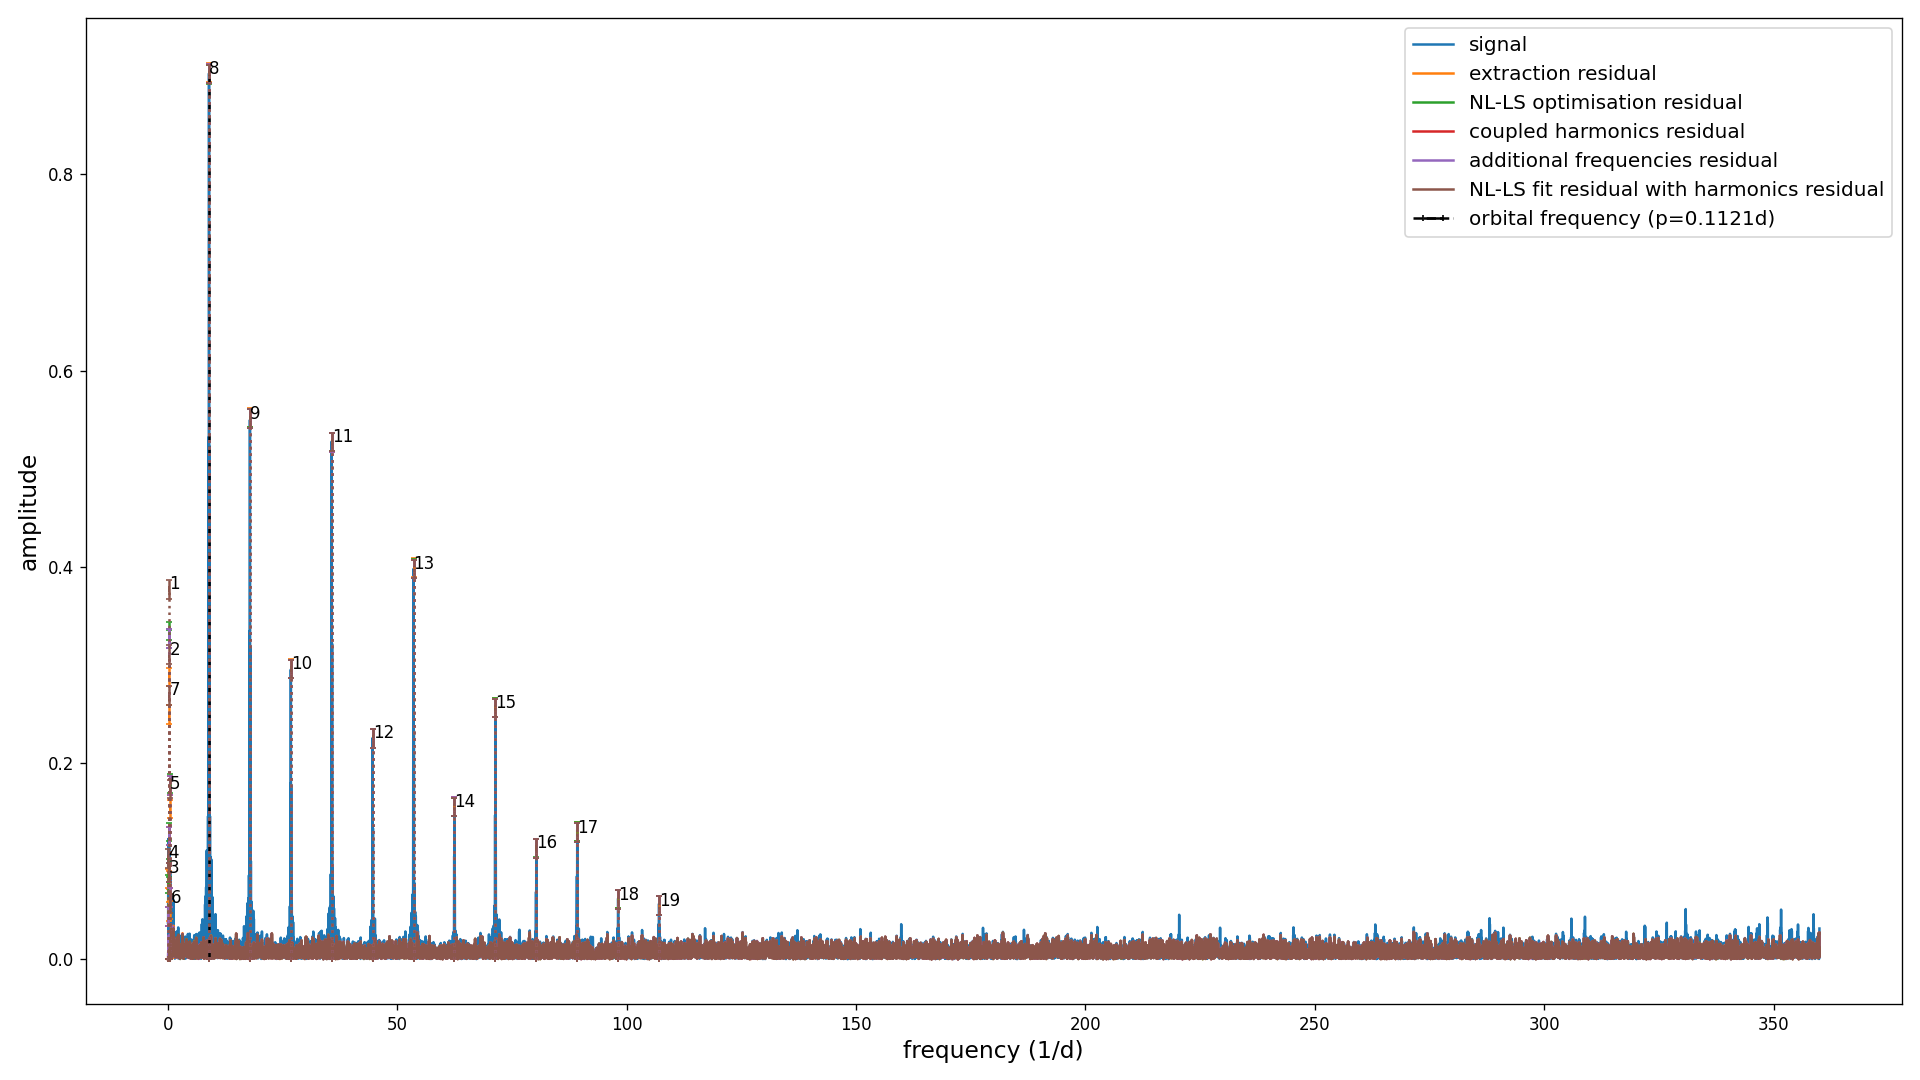 signal
extraction residual
NL-LS optimisation residual
coupled harmonics residual
additional frequencies residual
NL-LS fit residual with harmonics residual
orbital frequency (p=0.1121d)
8
9
11
13
1
2
10
7
12
15
5
14
17
16
4
3
6
18
19
amplitude
0.8
0.6
0.4
0.2
0.0
0 50 100 150 200 250 300 350
frequency (1/d)